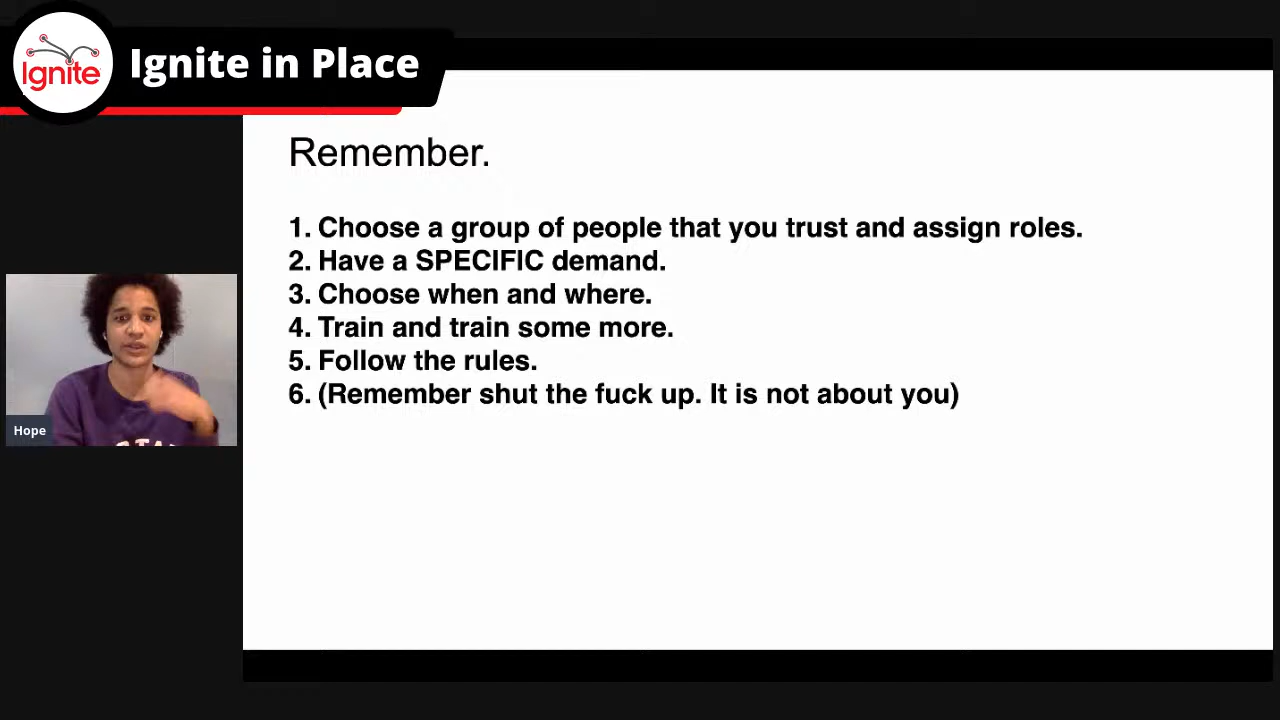 Ignite
Ignite in Place
Remember.
1. Choose a group of people that you trust and assign roles.
2. Have a SPECIFIC demand.
3. Choose when and where.
4. Train and train some more.
5. Follow the rules.
6. (Remember shut the fuck up. It is not about you)
Hope